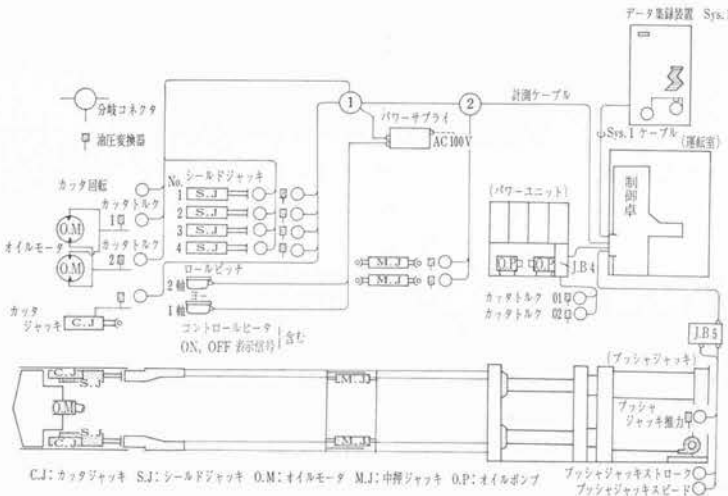 データ集録装置 Sys.
分岐コネクタ
油圧変換器
①
②
計測ケーブル
パワーサプライ
AC100V
Sys.1 ケーブル
(運転室)
制御卓
カッタ回転
カッタトルク
1
O.M
オイルモータ
カッタトルク
2
O.M
No.
シールドジャッキ
1 S.J
2 S.J
3 S.J
4 S.J
(パワーユニット)
O.P
O.P
J.B4
M.J
M.J
ロールピッチ
2軸
ヨー
1軸
カッタトルク 01
カッタトルク 02
カッタ
ジャッキ
C.J
コントロールヒータ
ON, OFF 表示信号
含む
J.B5
(プッシャジャッキ)
C.J
S.J
O.M
S.J
C.J
M.J
M.J
プッシャ
ジャッキ推力
C.J:カッタジャッキ S.J:シールドジャッキ O.M:オイルモータ M.J:中押ジャッキ O.P:オイルポンプ
プッシャジャッキストローク
プッシャジャッキスピード